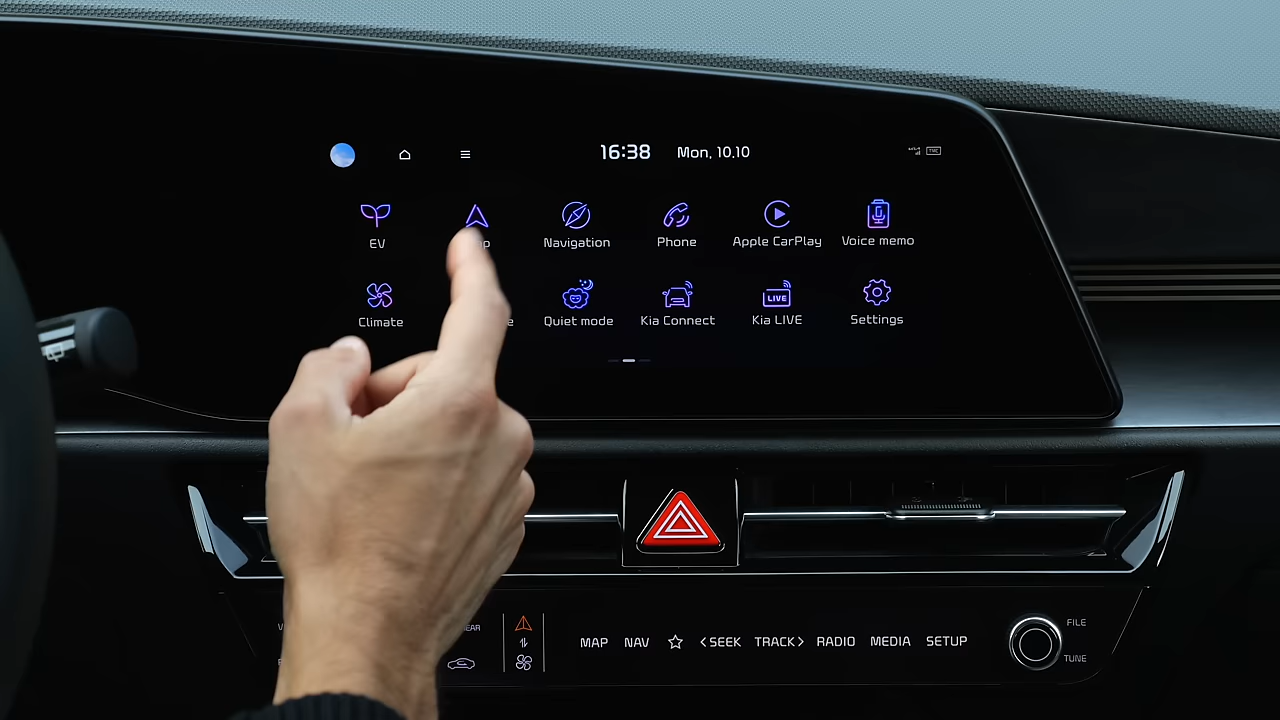 16:38 Mon, 10.10
EV Navigation Phone Apple CarPlay Voice memo
Climate Quiet mode Kia Connect LIVE Kia LIVE Settings
MAP NAV <SEEK TRACK> RADIO MEDIA SETUP
FILE
TUNE